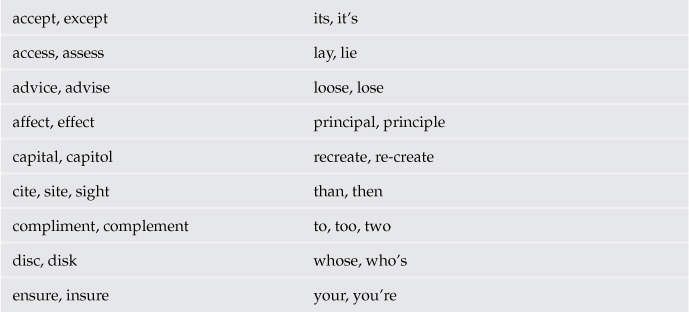 accept, except its, it’s
access, assess lay, lie
advice, advise loose, lose
affect, effect principal, principle
capital, capitol recreate, re-create
cite, site, sight than, then
compliment, complement to, too, two
disc, disk whose, who’s
ensure, insure your, you’re